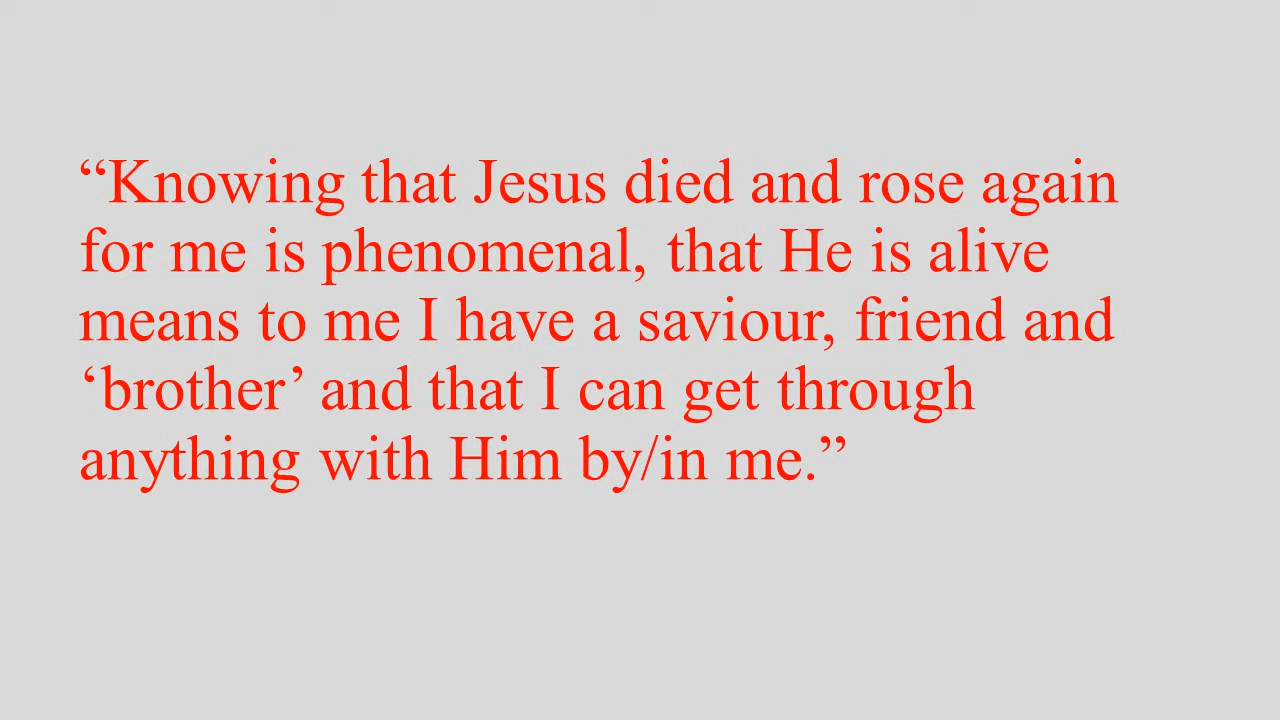 “Knowing that Jesus died and rose again
for me is phenomenal, that He is alive
means to me I have a saviour, friend and
‘brother’ and that I can get through
anything with Him by/in me.”